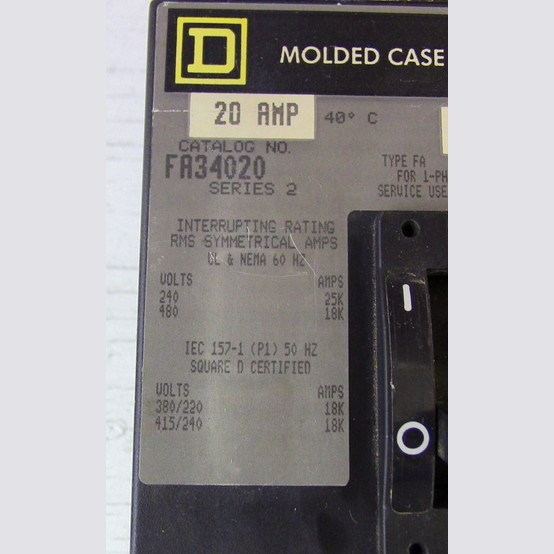 D
MOLDED CASE
20 AMP 40° C
CATALOG NO.
FA34020
SERIES 2
TYPE FA
FOR 1-PH
SERVICE USE
INTERRUPTING RATING
RMS SYMMETRICAL AMPS
UL & NEMA 60 HZ
VOLTS AMPS
240 25K
480 18K
IEC 157-1 (P1) 50 HZ
SQUARE D CERTIFIED
VOLTS AMPS
380/220 18K
415/240 18K
I
O